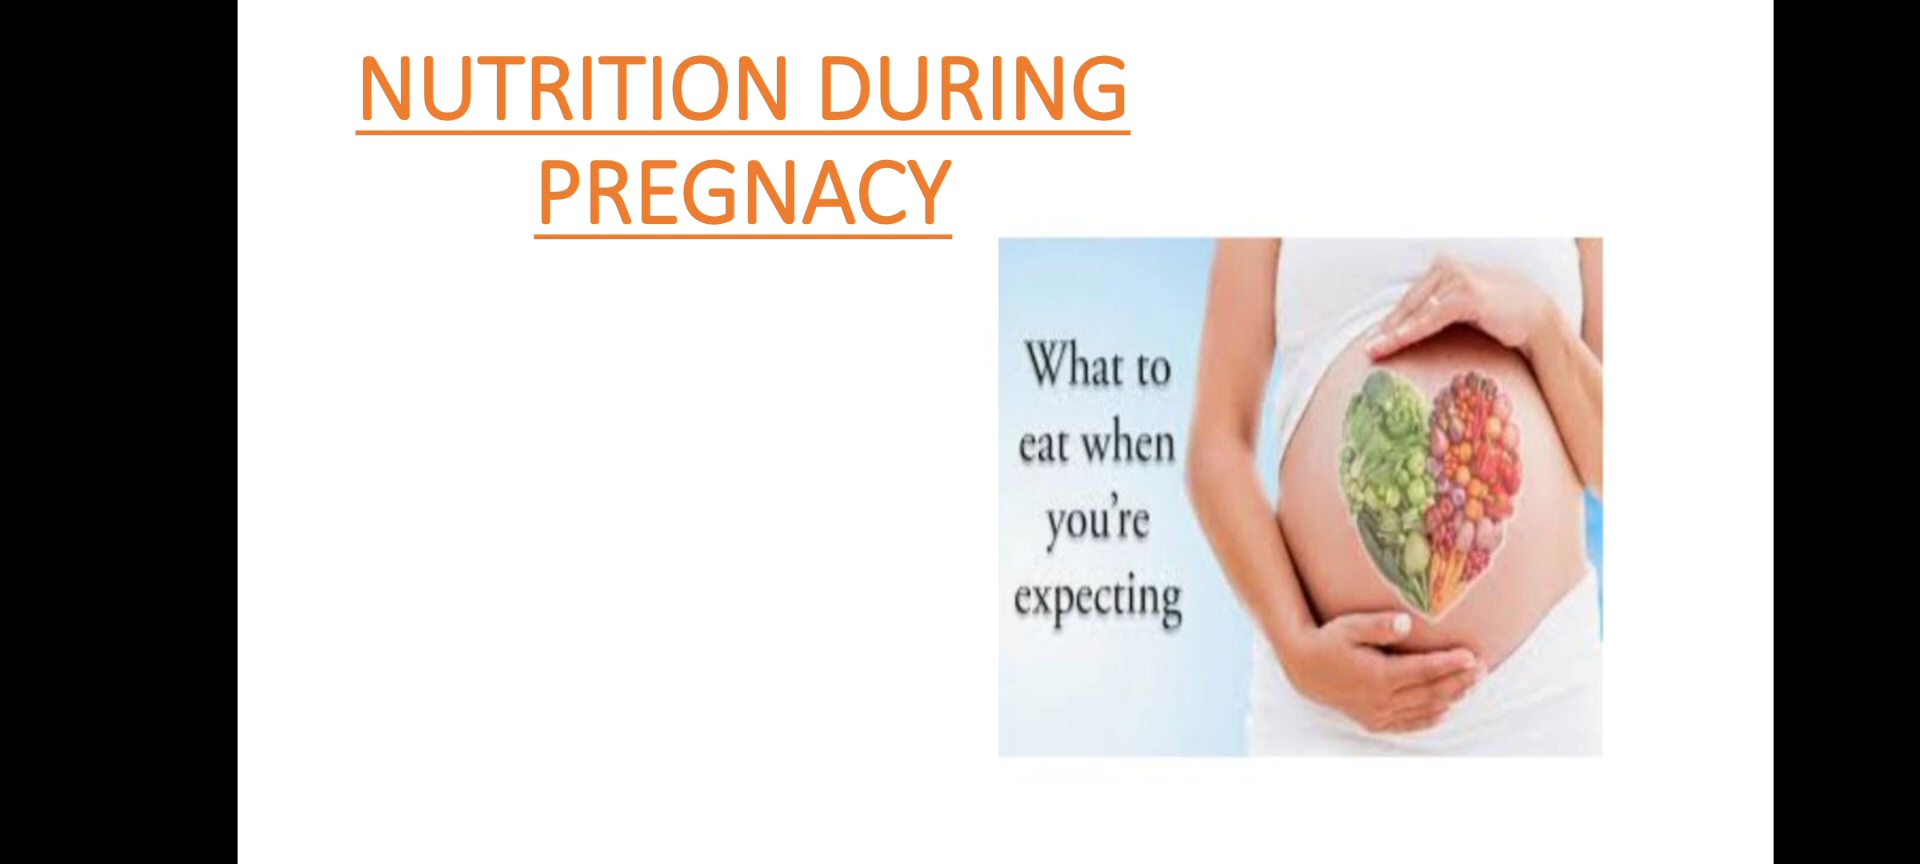 NUTRITION DURING
PREGNACY
What to
eat when
you're
expecting